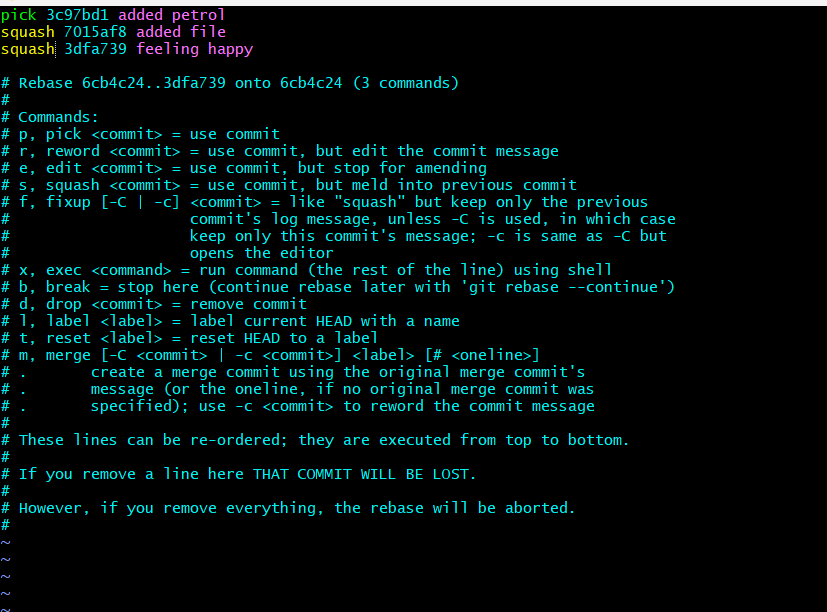 pick 3c97bd1 added petrol
squash 7015af8 added file
squash 3dfa739 feeling happy

# Rebase 6cb4c24..3dfa739 onto 6cb4c24 (3 commands)
#
# Commands:
# p, pick <commit> = use commit
# r, reword <commit> = use commit, but edit the commit message
# e, edit <commit> = use commit, but stop for amending
# s, squash <commit> = use commit, but meld into previous commit
# f, fixup [-C | -c] <commit> = like "squash" but keep only the previous
#                    commit's log message, unless -C is used, in which case
#                    keep only this commit's message; -c is same as -C but
#                    opens the editor
# x, exec <command> = run command (the rest of the line) using shell
# b, break = stop here (continue rebase later with 'git rebase --continue')
# d, drop <commit> = remove commit
# l, label <label> = label current HEAD with a name
# t, reset <label> = reset HEAD to a label
# m, merge [-C <commit> | -c <commit>] <label> [# <oneline>]
# .       create a merge commit using the original merge commit's
# .       message (or the oneline, if no original merge commit was
# .       specified); use -c <commit> to reword the commit message
#
# These lines can be re-ordered; they are executed from top to bottom.
#
# If you remove a line here THAT COMMIT WILL BE LOST.
#
# However, if you remove everything, the rebase will be aborted.
#
~
~
~
~
~